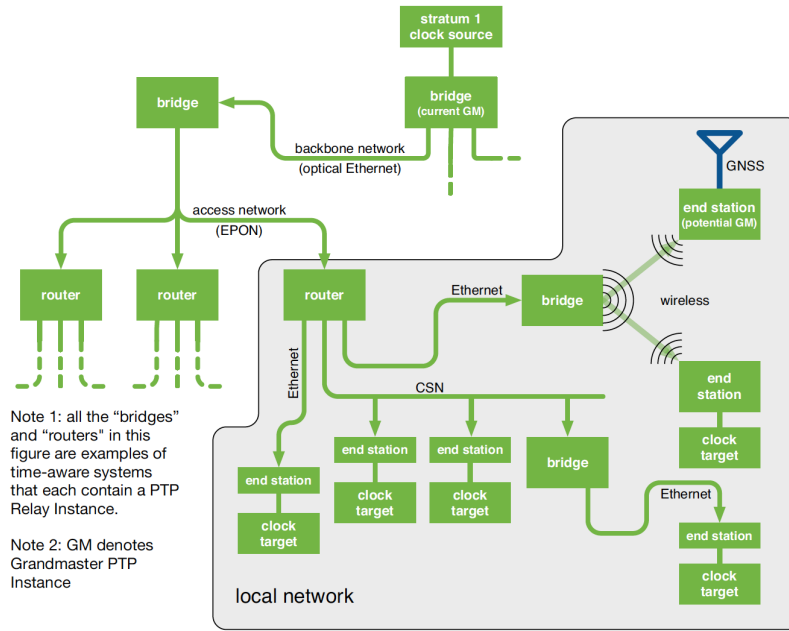 stratum 1
clock source
bridge
(current GM)
bridge
backbone network
(optical Ethernet)
GNSS
end station
(potential GM)
access network
(EPON)
router
router
router
Ethernet
bridge
wireless
Ethernet
CSN
end
station
clock
target
Note 1: all the “bridges”
and “routers" in this
figure are examples of
time-aware systems
that each contain a PTP
Relay Instance.
Note 2: GM denotes
Grandmaster PTP
Instance
end station
clock
target
end station
clock
target
end station
clock
target
bridge
Ethernet
end station
clock
target
local network